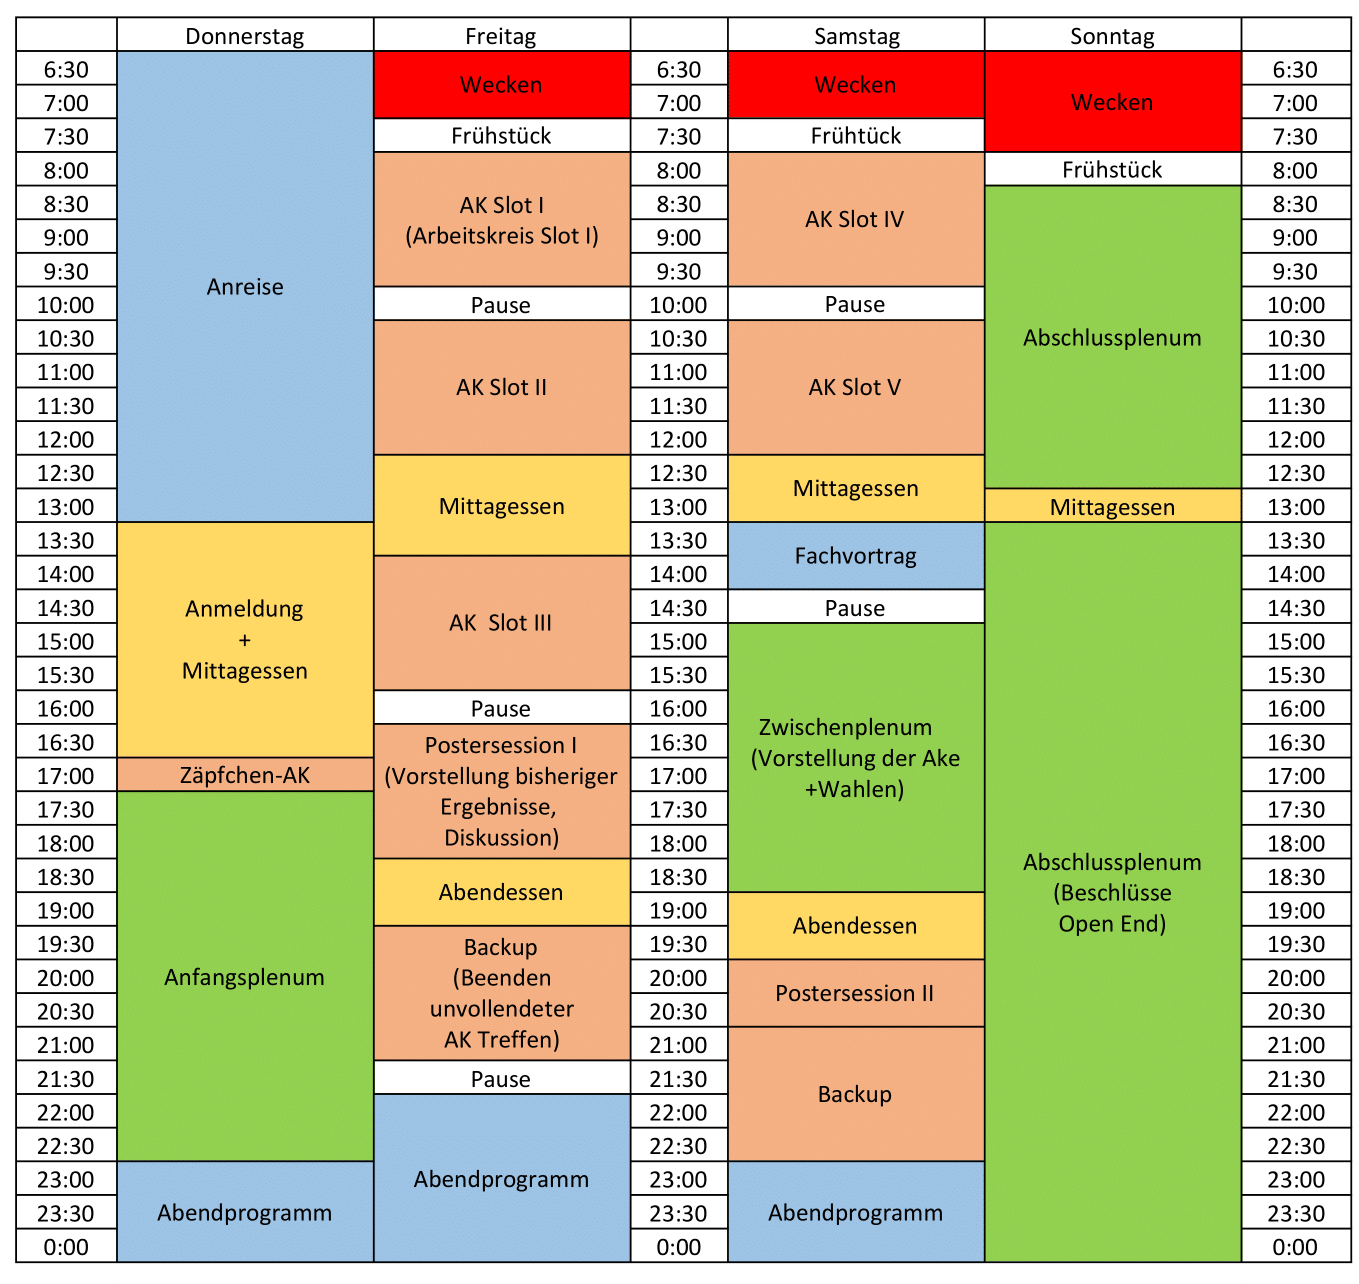 Donnerstag Freitag Samstag Sonntag
6:30 Wecken 6:30 Wecken Wecken 6:30
7:00 7:00 7:00
7:30 Frühstück 7:30 Frühtück 7:30
8:00 8:00 Frühstück 8:00
8:30 AK Slot I 8:30 AK Slot IV 8:30
9:00 (Arbeitskreis Slot I) 9:00 9:00
9:30 Anreise 9:30 9:30
10:00 Pause 10:00 Pause 10:00
10:30 10:30 Abschlussplenum 10:30
11:00 AK Slot II 11:00 AK Slot V 11:00
11:30 11:30 11:30
12:00 12:00 12:00
12:30 12:30 Mittagessen 12:30
13:00 Mittagessen 13:00 Mittagessen 13:00
13:30 13:30 Fachvortrag 13:30
14:00 14:00 14:00
14:30 Anmeldung AK Slot III 14:30 Pause 14:30
15:00 + 15:00 15:00
15:30 Mittagessen 15:30 15:30
16:00 Pause 16:00 16:00
16:30 Postersession I 16:30 Zwischenplenum 16:30
17:00 Zäpfchen-AK (Vorstellung bisheriger 17:00 (Vorstellung der Ake 17:00
17:30 Ergebnisse, 17:30 +Wahlen) 17:30
18:00 Diskussion) 18:00 18:00
18:30 Abendessen 18:30 Abschlussplenum 18:30
19:00 19:00 Abendessen (Beschlüsse 19:00
19:30 Backup 19:30 Open End) 19:30
20:00 Anfangsplenum (Beenden 20:00 Postersession II 20:00
20:30 unvollendeter 20:30 20:30
21:00 AK Treffen) 21:00 21:00
21:30 Pause 21:30 Backup 21:30
22:00 22:00 22:00
22:30 22:30 22:30
23:00 Abendprogramm 23:00 23:00
23:30 Abendprogramm 23:30 Abendprogramm 23:30
0:00 0:00 0:00